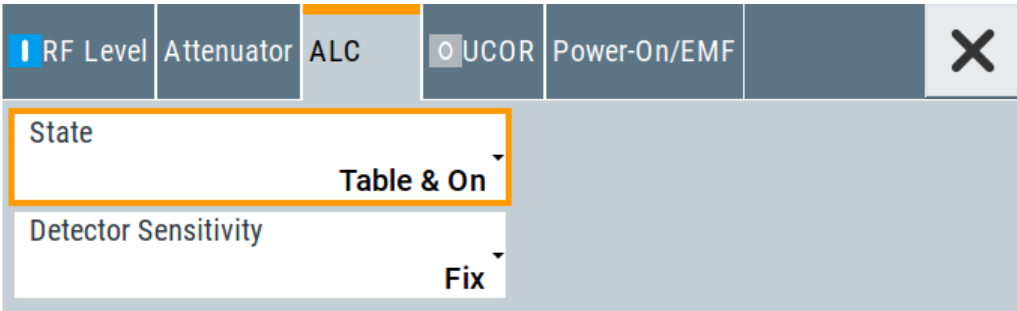 RF Level Attenuator ALC UCOR Power-On/EMF
State
Table & On
Detector Sensitivity
Fix